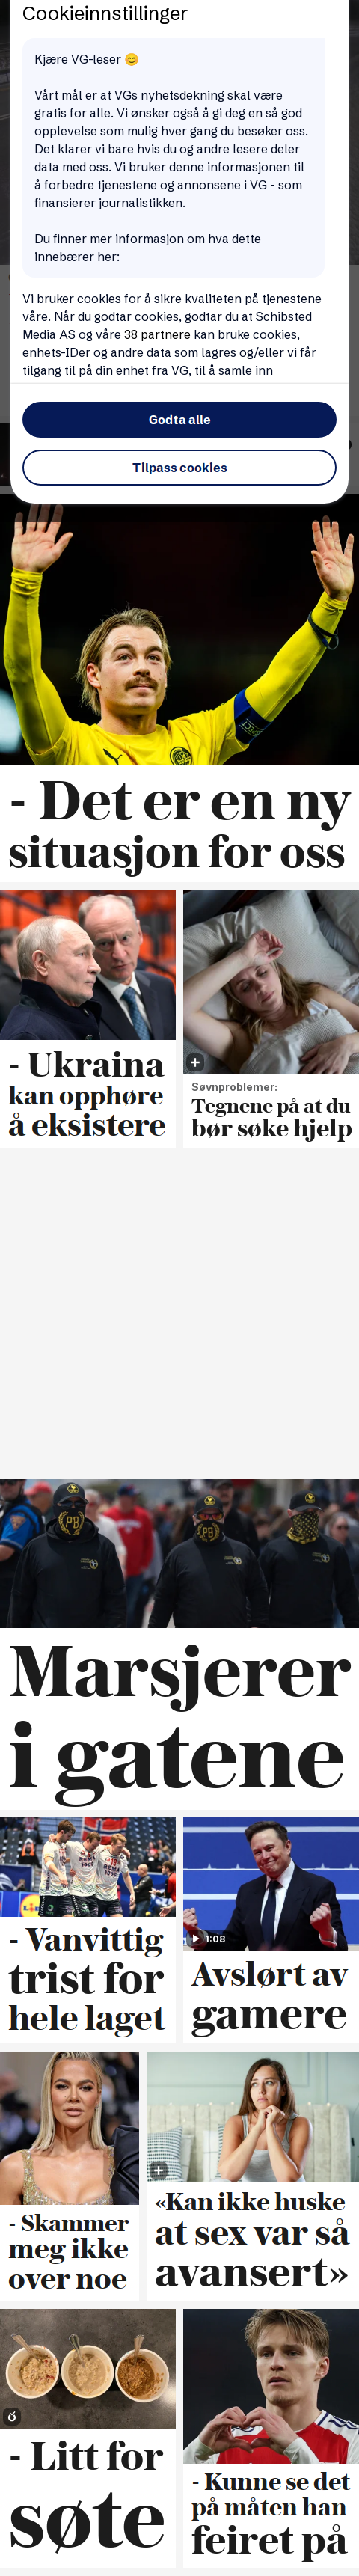 Cookieinnstillinger
Kjære VG-leser 😊
Vårt mål er at VGs nyhetsdekning skal være
gratis for alle. Vi ønsker også å gi deg en så god
opplevelse som mulig hver gang du besøker oss.
Det klarer vi bare hvis du og andre lesere deler
data med oss. Vi bruker denne informasjonen til
å forbedre tjenestene og annonsene i VG - som
finansierer journalistikken.
Du finner mer informasjon om hva dette
innebærer her:
Vi bruker cookies for å sikre kvaliteten på tjenestene
våre. Når du godtar cookies, godtar du at Schibsted
Media AS og våre 38 partnere kan bruke cookies,
enhets-IDer og andre data som lagres og/eller vi får
tilgang til på din enhet fra VG, til å samle inn
Godta alle
Tilpass cookies
- Det er en ny
situasjon for oss
- Ukraina
kan opphøre
å eksistere
Søvnproblemer:
Tegnene på at du
bør søke hjelp
PB
PB
Marsjerer
i gatene
- Vanvittig
trist for
hele laget
1:08
Avslørt av
gamere
- Skammer
meg ikke
over noe
«Kan ikke huske
at sex var så
avansert»
- Litt for
søte
- Kunne se det
på måten han
feiret på